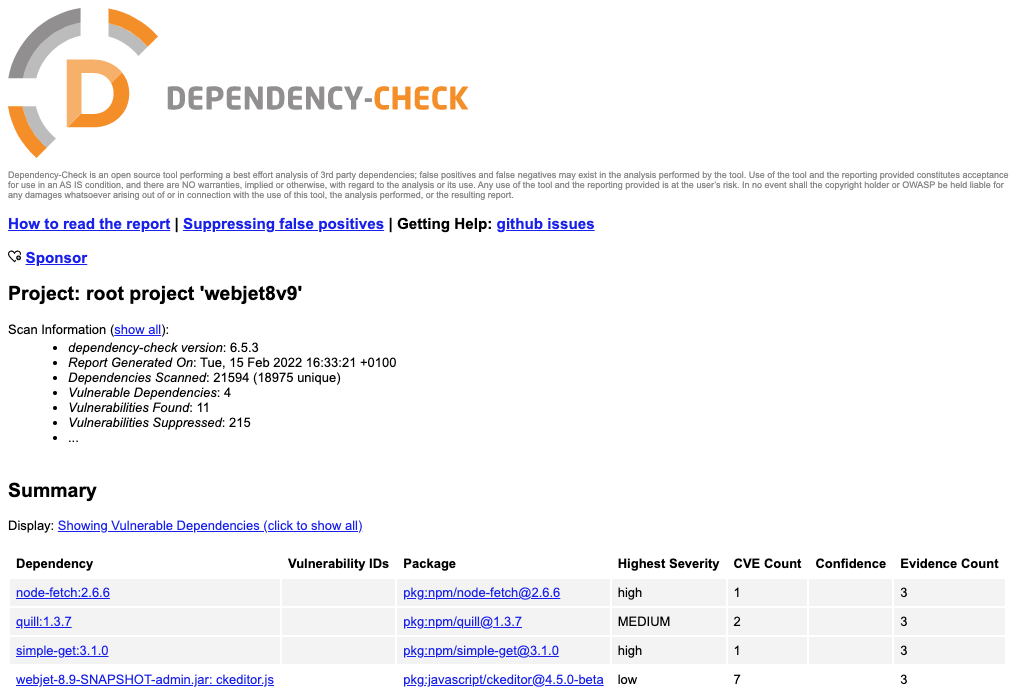 DEPENDENCY-CHECK
Dependency-Check is an open source tool performing a best effort analysis of 3rd party dependencies; false positives and false negatives may exist in the analysis performed by the tool. Use of the tool and the reporting provided constitutes acceptance
for use in an AS IS condition, and there are NO warranties, implied or otherwise, with regard to the analysis or its use. Any use of the tool and the reporting provided is at the user's risk. In no event shall the copyright holder or OWASP be held liable for
any damages whatsoever arising out of or in connection with the use of this tool, the analysis performed, or the resulting report.
How to read the report | Suppressing false positives | Getting Help: github issues
Sponsor
Project: root project 'webjet8v9'
Scan Information (show all):
• dependency-check version: 6.5.3
• Report Generated On: Tue, 15 Feb 2022 16:33:21 +0100
• Dependencies Scanned: 21594 (18975 unique)
• Vulnerable Dependencies: 4
• Vulnerabilities Found: 11
• Vulnerabilities Suppressed: 215
• ...
Summary
Display: Showing Vulnerable Dependencies (click to show all)
Dependency Vulnerability IDs Package Highest Severity CVE Count Confidence Evidence Count
node-fetch:2.6.6 pkg:npm/node-fetch@2.6.6 high 1 3
quill:1.3.7 pkg:npm/quill@1.3.7 MEDIUM 2 3
simple-get:3.1.0 pkg:npm/simple-get@3.1.0 high 1 3
webjet-8.9-SNAPSHOT-admin.jar: ckeditor.js pkg:javascript/ckeditor@4.5.0-beta low 7 3